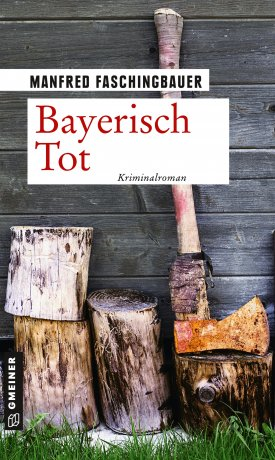 MANFRED FASCHINGBAUER
Bayerisch
Tot
Kriminalroman
GMEINER